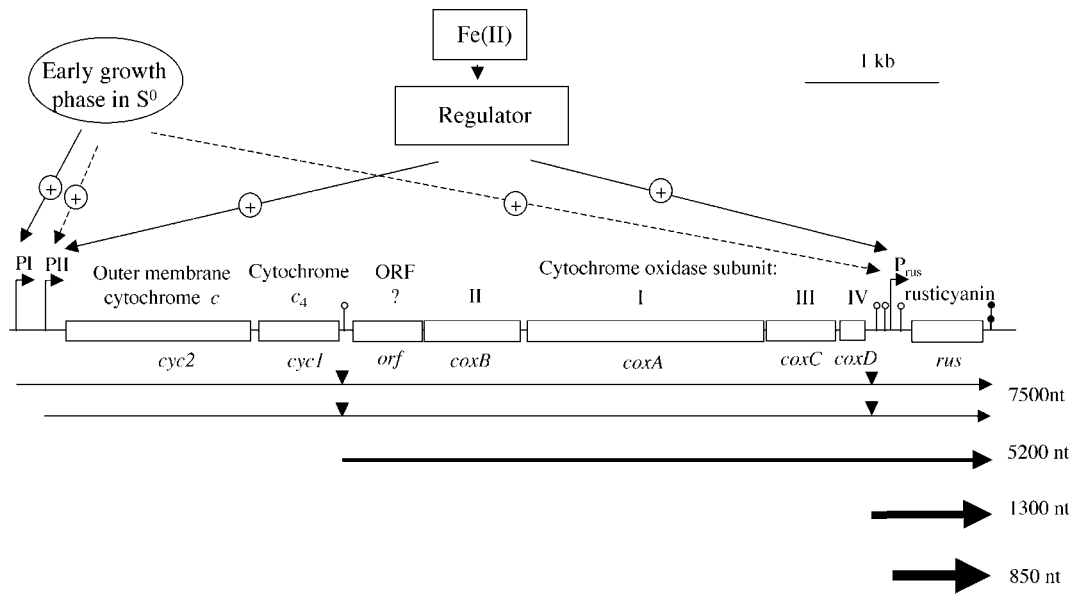 Fe(II)
Early growth
phase in S⁰
1 kb
Regulator
+
+
+
+
+
PI
PII
P_rus
Outer membrane
cytochrome c
Cytochrome
c₄
ORF
?
Cytochrome oxidase subunit:
II
I
III
IV
rusticyanin
cyc2
cyc1
orf
coxB
coxA
coxC
coxD
rus
7500nt
5200 nt
1300 nt
850 nt